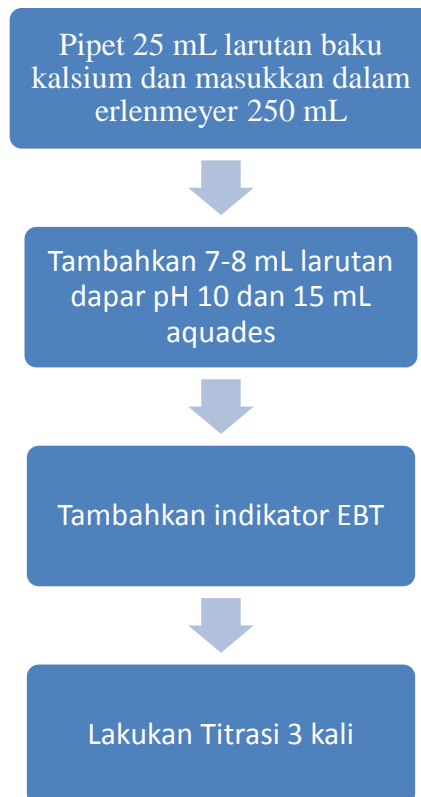 Pipet 25 mL larutan baku
kalsium dan masukkan dalam
erlenmeyer 250 mL
Tambahkan 7-8 mL larutan
dapar pH 10 dan 15 mL
aquades
Tambahkan indikator EBT
Lakukan Titrasi 3 kali